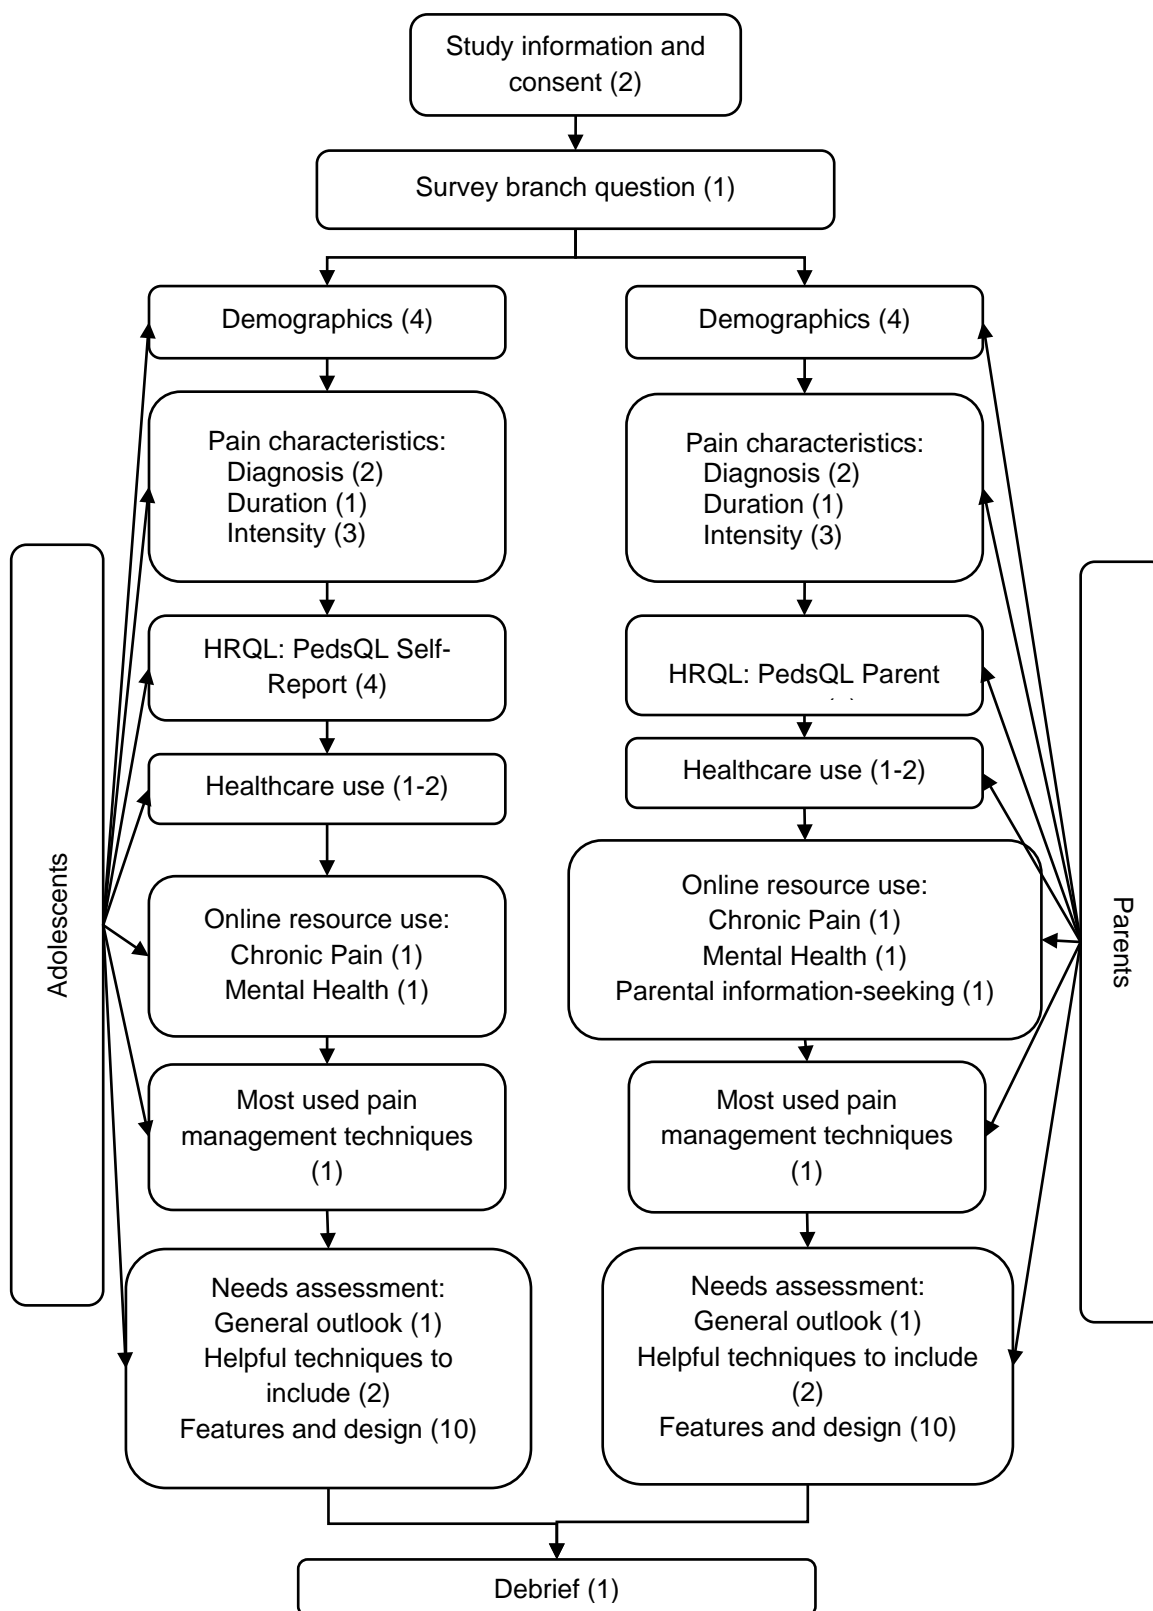 Study information and
consent (2)
Survey branch question (1)
Demographics (4)
Pain characteristics:
Diagnosis (2)
Duration (1)
Intensity (3)
HRQL: PedsQL Self-
Report (4)
Healthcare use (1-2)
Online resource use:
Chronic Pain (1)
Mental Health (1)
Most used pain
management techniques
(1)
Needs assessment:
General outlook (1)
Helpful techniques to
include (2)
Features and design (10)
Adolescents
Demographics (4)
Pain characteristics:
Diagnosis (2)
Duration (1)
Intensity (3)
HRQL: PedsQL Parent
Healthcare use (1-2)
Online resource use:
Chronic Pain (1)
Mental Health (1)
Parental information-seeking (1)
Most used pain
management techniques
(1)
Needs assessment:
General outlook (1)
Helpful techniques to include
(2)
Features and design (10)
Parents
Debrief (1)